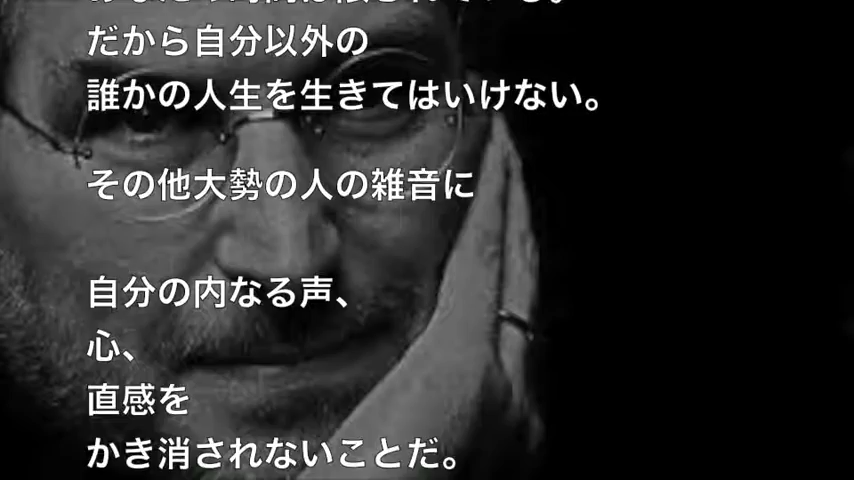 だから自分以外の
誰かの人生を生きてはいけない。
その他大勢の人の雑音に
自分の内なる声、
心、
直感を
かき消されないことだ。